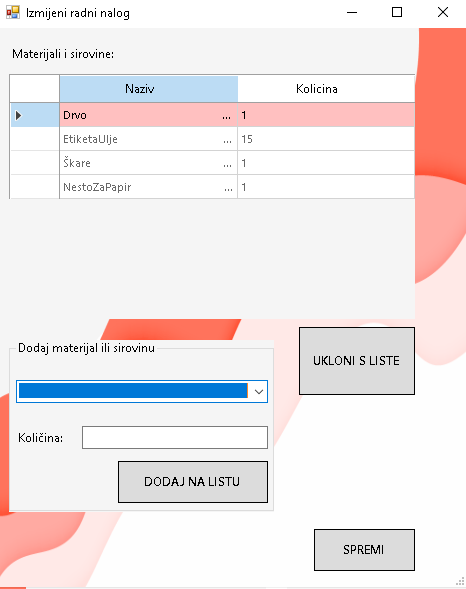 Izmijeni radni nalog
Materijali i sirovine:
Naziv Kolicina
Drvo ... 1
EtiketaUlje ... 15
Škare ... 1
NestoZaPapir ... 1
UKLONI S LISTE
Dodaj materijal ili sirovinu
Količina:
DODAJ NA LISTU
SPREMI